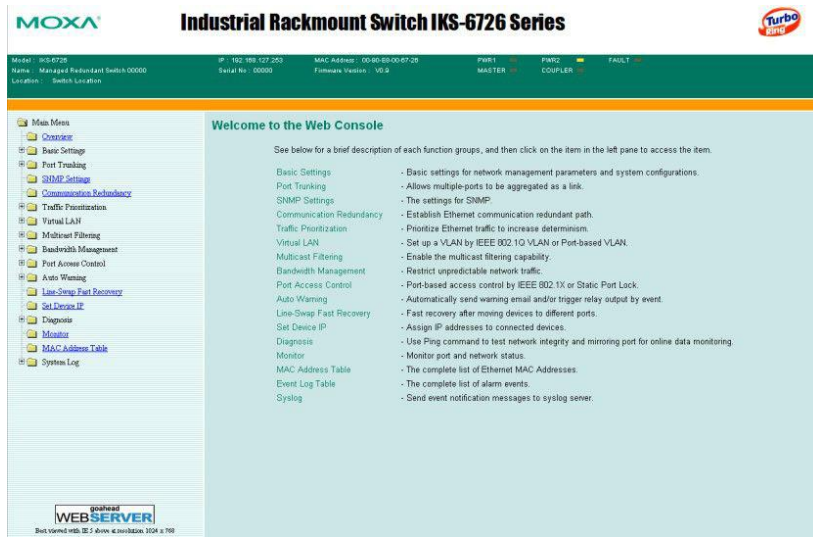 MOXA Industrial Rackmount Switch IKS-6726 Series Turbo Ring
Model : IKS-6726 IP : 192.168.127.253 MAC Address : 00-90-E8-00-67-26 PWR1 PWR2 FAULT
Name : Managed Redundant Switch 00000 Serial No : 00000 Firmware Version : V0.9 MASTER COUPLER
Location : Switch Location
Main Menu
Overview
Basic Settings
Port Trunking
SNMP Settings
Communication Redundancy
Traffic Prioritization
Virtual LAN
Multicast Filtering
Bandwidth Management
Port Access Control
Auto Warning
Line-Swap Fast Recovery
Set Device IP
Diagnosis
Monitor
MAC Address Table
System Log
goahead
WEBSERVER
Best viewed with IE 5 above at resolution 1024 x 768
Welcome to the Web Console
See below for a brief description of each function groups, and then click on the item in the left pane to access the item.
Basic Settings - Basic settings for network management parameters and system configurations.
Port Trunking - Allows multiple-ports to be aggregated as a link.
SNMP Settings - The settings for SNMP.
Communication Redundancy - Establish Ethernet communication redundant path.
Traffic Prioritization - Prioritize Ethernet traffic to increase determinism.
Virtual LAN - Set up a VLAN by IEEE 802.1Q VLAN or Port-based VLAN.
Multicast Filtering - Enable the multicast filtering capability.
Bandwidth Management - Restrict unpredictable network traffic.
Port Access Control - Port-based access control by IEEE 802.1X or Static Port Lock.
Auto Warning - Automatically send warning email and/or trigger relay output by event.
Line-Swap Fast Recovery - Fast recovery after moving devices to different ports.
Set Device IP - Assign IP addresses to connected devices.
Diagnosis - Use Ping command to test network integrity and mirroring port for online data monitoring.
Monitor - Monitor port and network status.
MAC Address Table - The complete list of Ethernet MAC Addresses.
Event Log Table - The complete list of alarm events.
Syslog - Send event notification messages to syslog server.